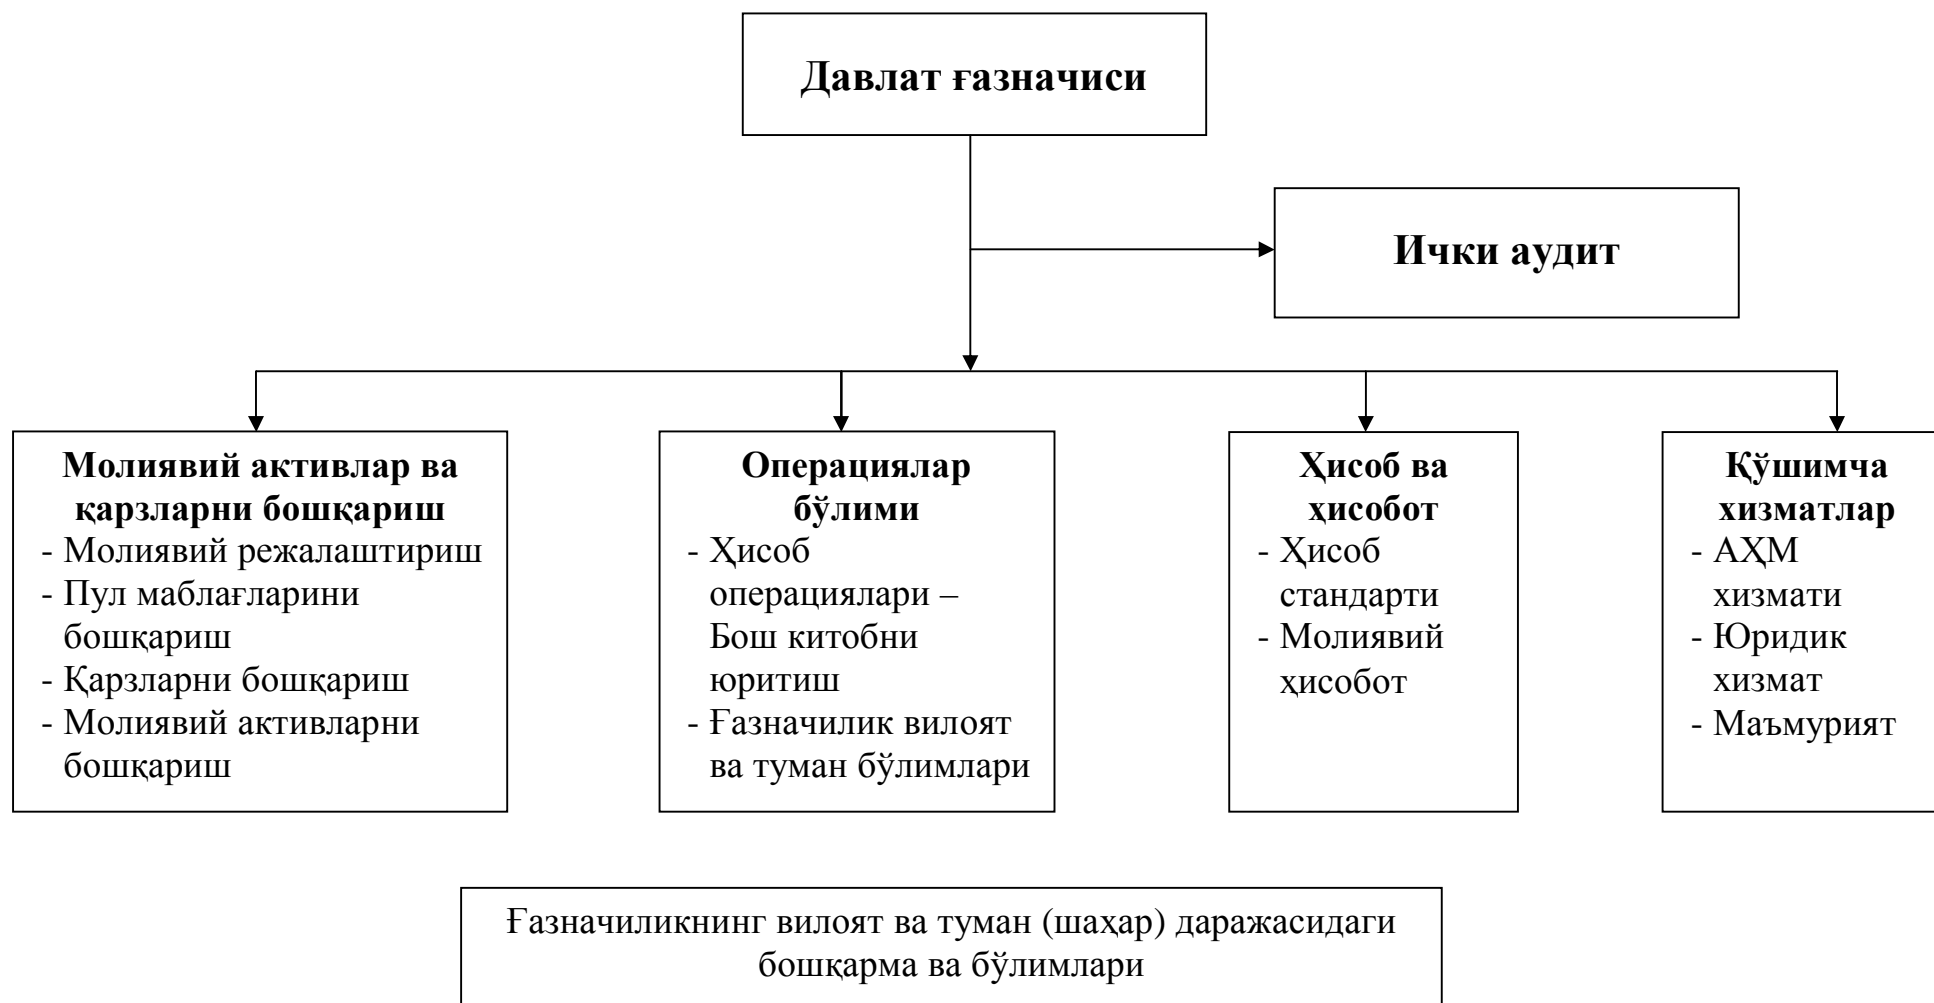 Давлат ғазначиси
Ички аудит
Молиявий активлар ва
қарзларни бошқариш
- Молиявий режалаштириш
- Пул маблағларини
бошқариш
- Қарзларни бошқариш
- Молиявий активларни
бошқариш
Операциялар
бўлими
- Ҳисоб
операциялари –
Бош китобни
юритиш
- Ғазначилик вилоят
ва туман бўлимлари
Ҳисоб ва
ҳисобот
- Ҳисоб
стандарти
- Молиявий
ҳисобот
Қўшимча
хизматлар
- АҲМ
хизмати
- Юридик
хизмат
- Маъмурият
Ғазначиликнинг вилоят ва туман (шаҳар) даражасидаги
бошқарма ва бўлимлари